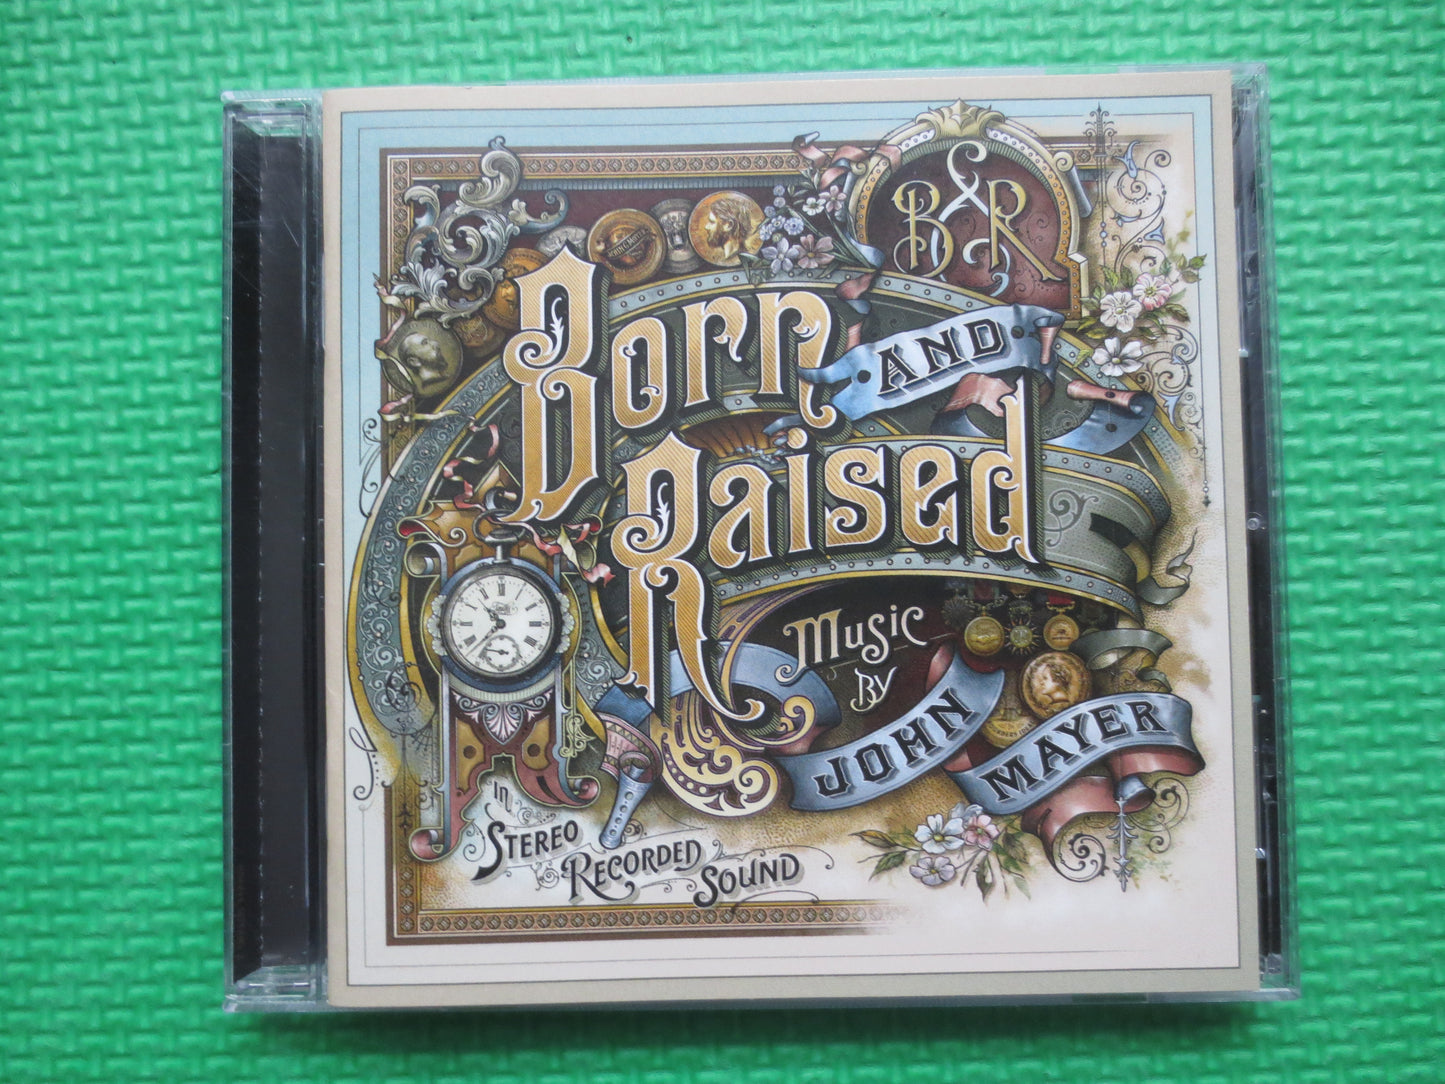 B&R
Born AND
Raised
Music
BY
JOHN
MAYER
IN
STEREO
RECORDED
SOUND